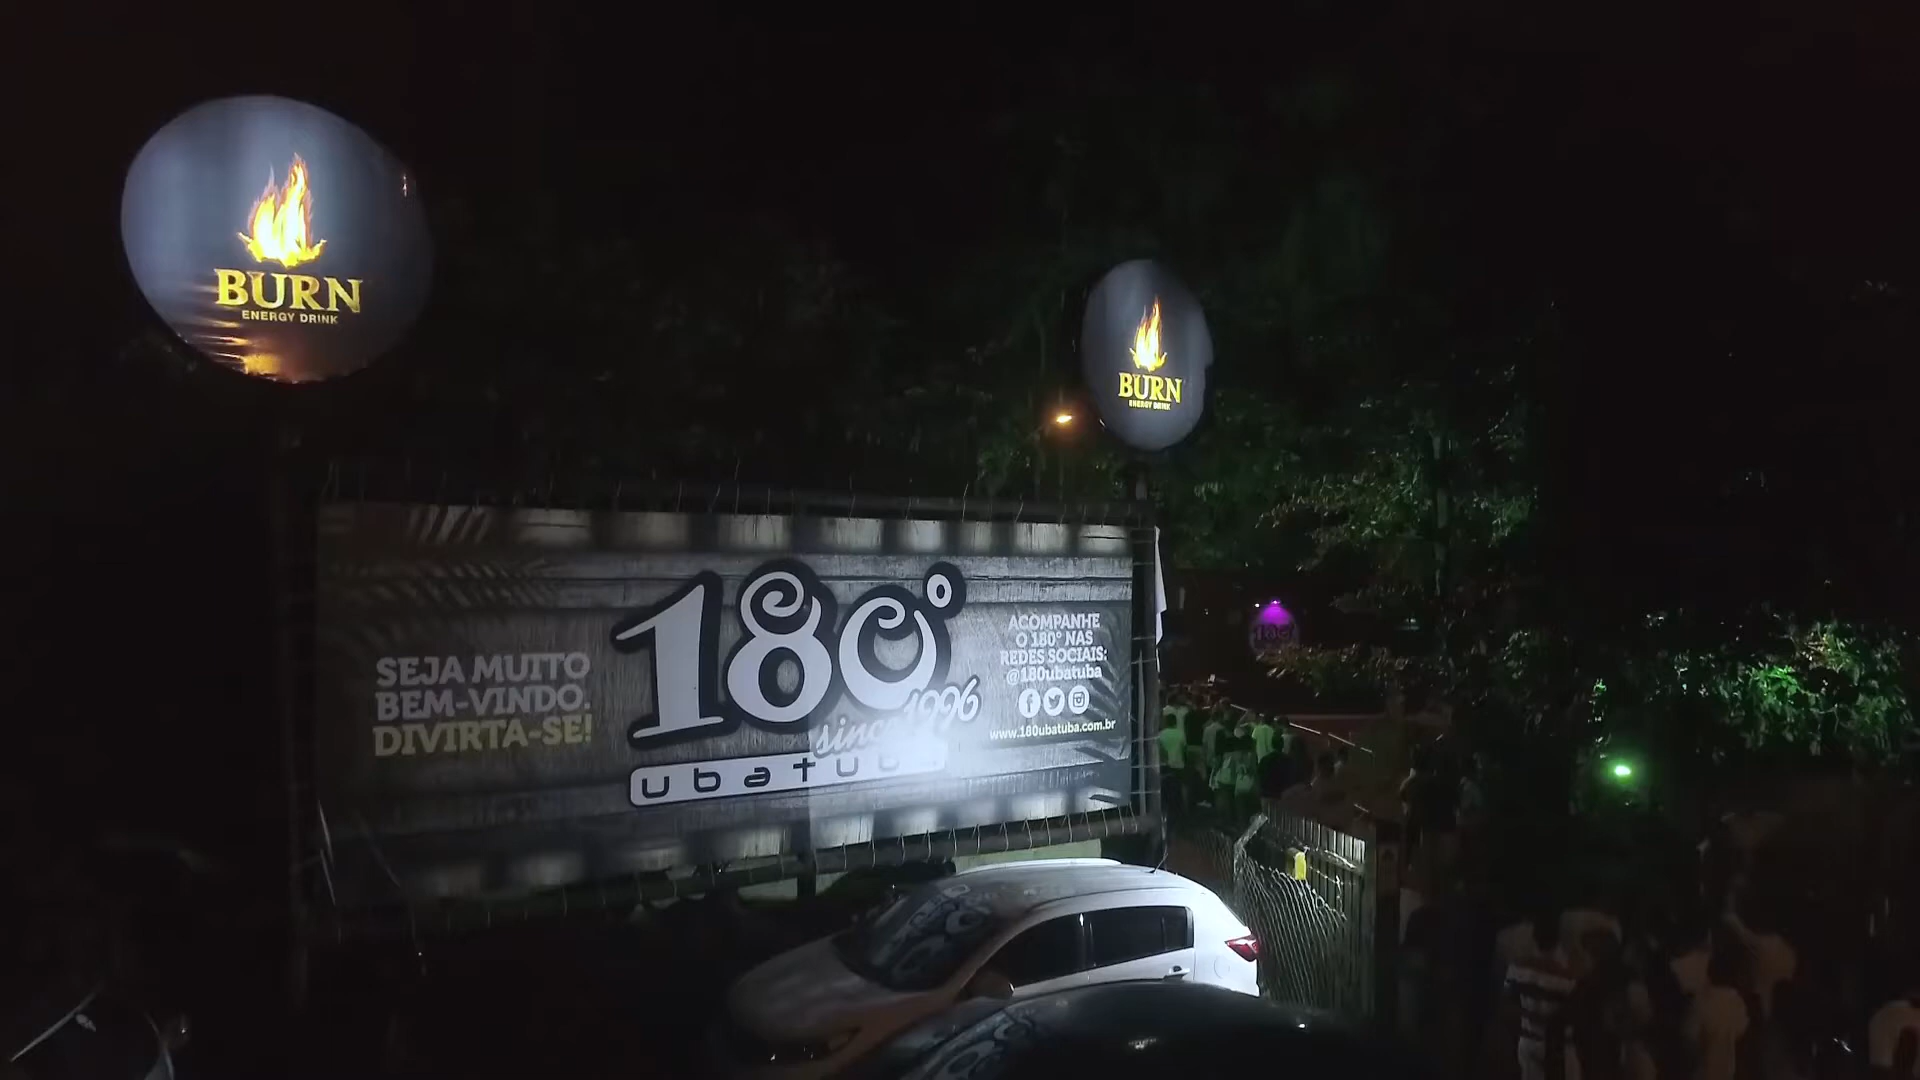 BURN
ENERGY DRINK
BURN
ENERGY DRINK
SEJA MUITO
BEM-VINDO.
DIVIRTA-SE!
180°
since 1996
ubatuba
ACOMPANHE
O 180° NAS
REDES SOCIAIS:
@180ubatuba
www.180ubatuba.com.br
180°